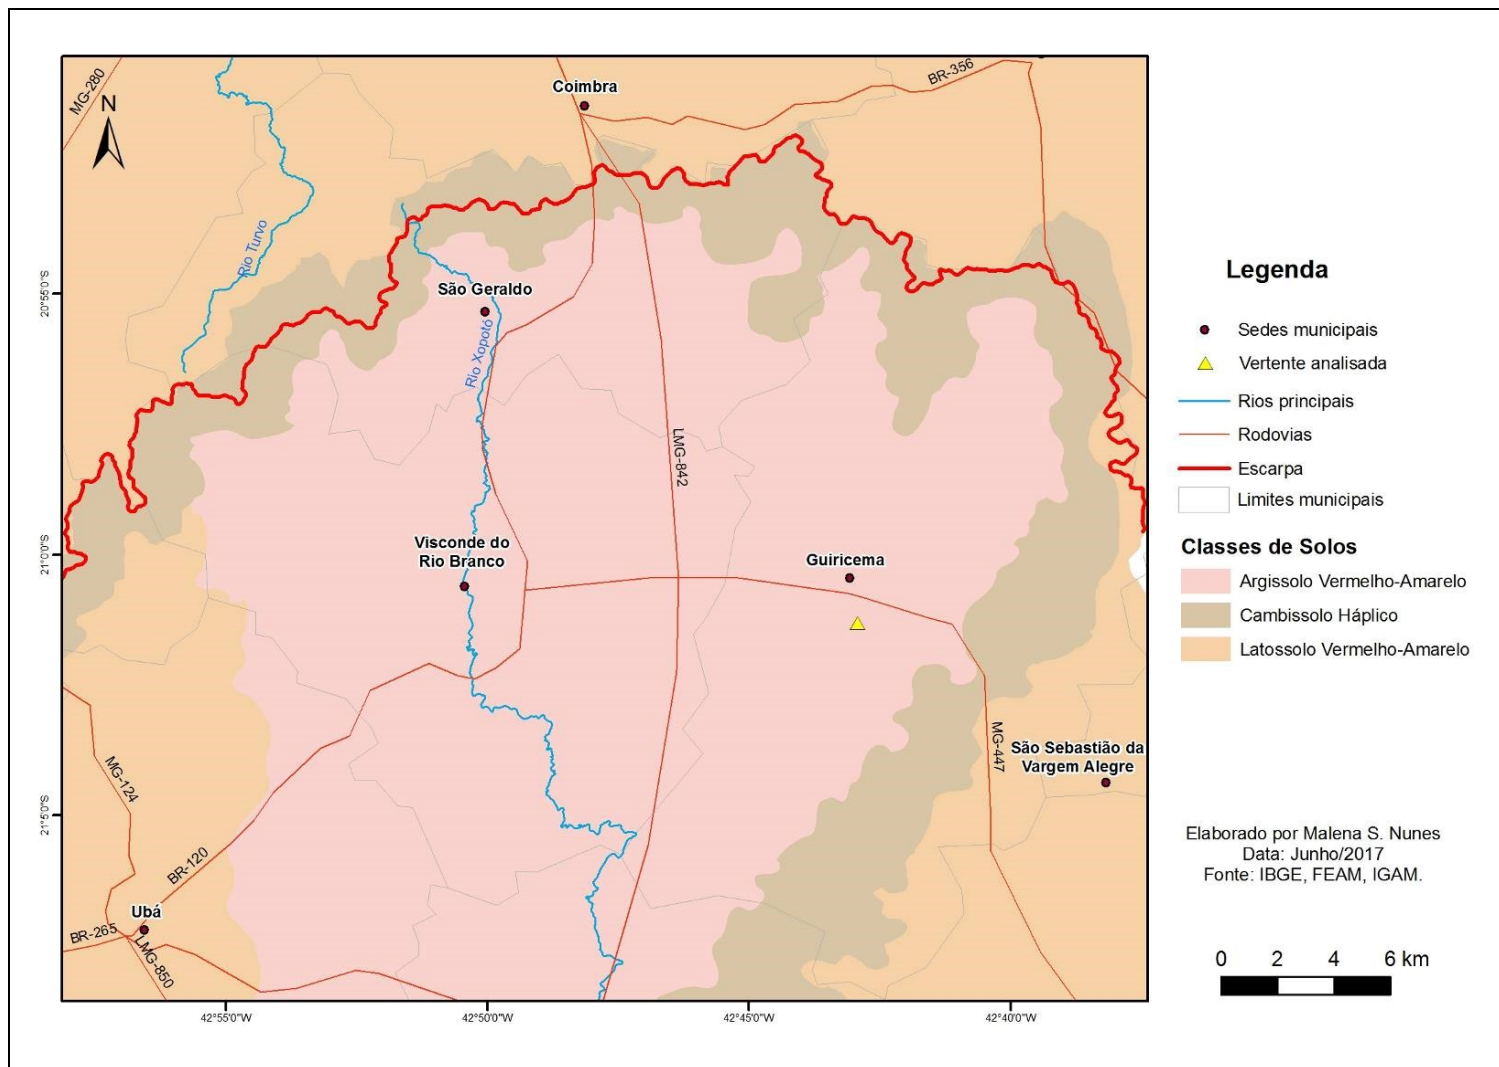 MG-280
N
Coimbra
BR-356
Rio Turvo
São Geraldo
Rio Xopotó
LMG-842
Visconde do
Rio Branco
Guiricema
MG-447
São Sebastião da
Vargem Alegre
MG-124
BR-120
Ubá
BR-265
LMG-850
20°55'0"S
21°0'0"S
21°5'0"S
42°55'0"W
42°50'0"W
42°45'0"W
42°40'0"W
Legenda
Sedes municipais
Vertente analisada
Rios principais
Rodovias
Escarpa
Limites municipais
Classes de Solos
Argissolo Vermelho-Amarelo
Cambissolo Háplico
Latossolo Vermelho-Amarelo
Elaborado por Malena S. Nunes
Data: Junho/2017
Fonte: IBGE, FEAM, IGAM.
0 2 4 6 km